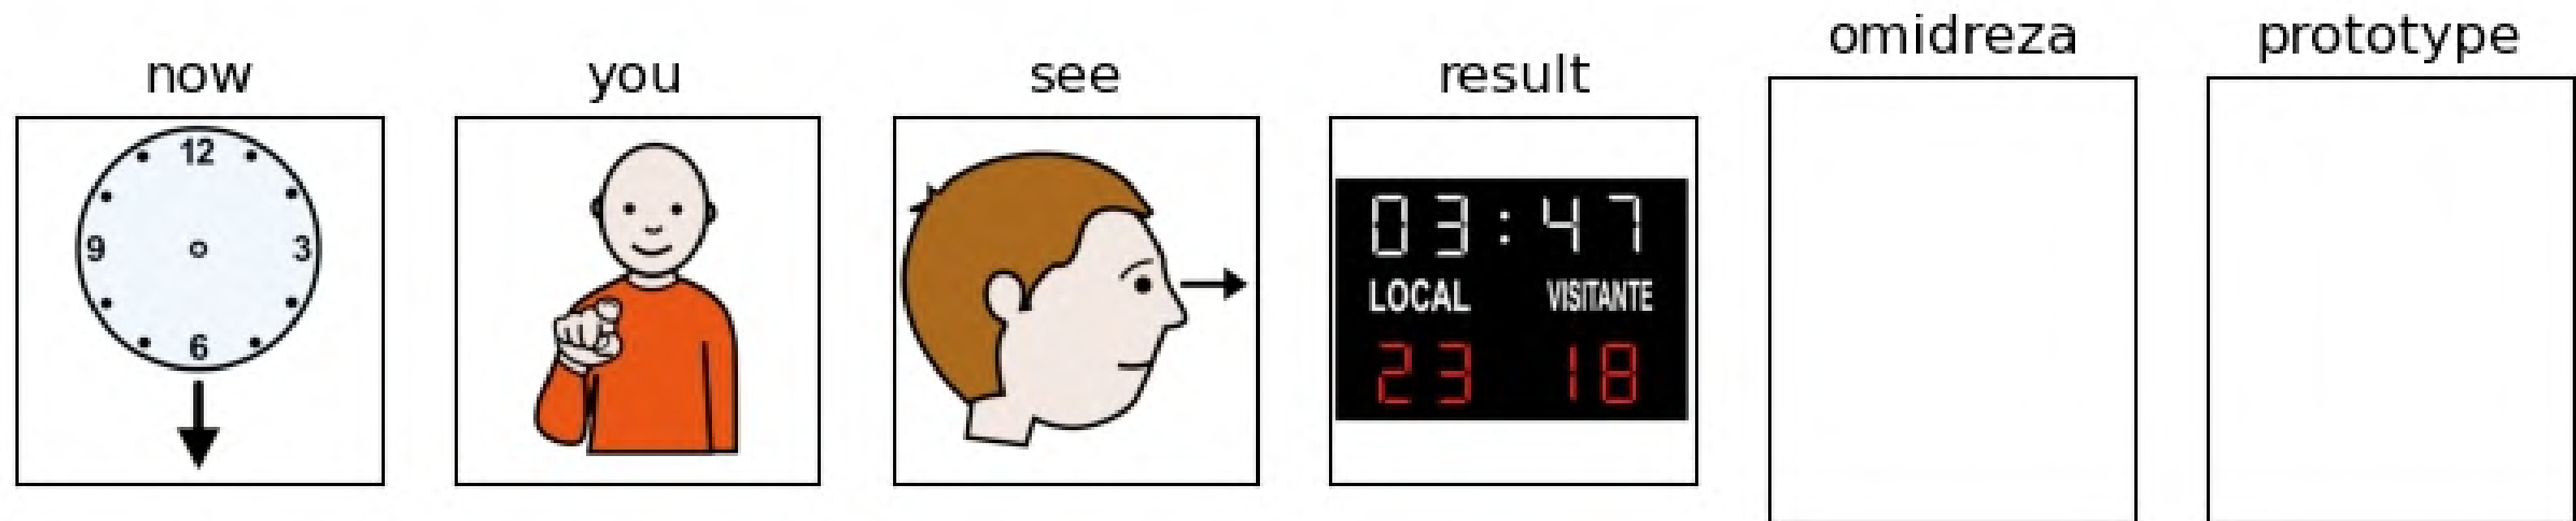 now you see result omidreza prototype
12
9 3
6
03:47
LOCAL VISITANTE
23 18